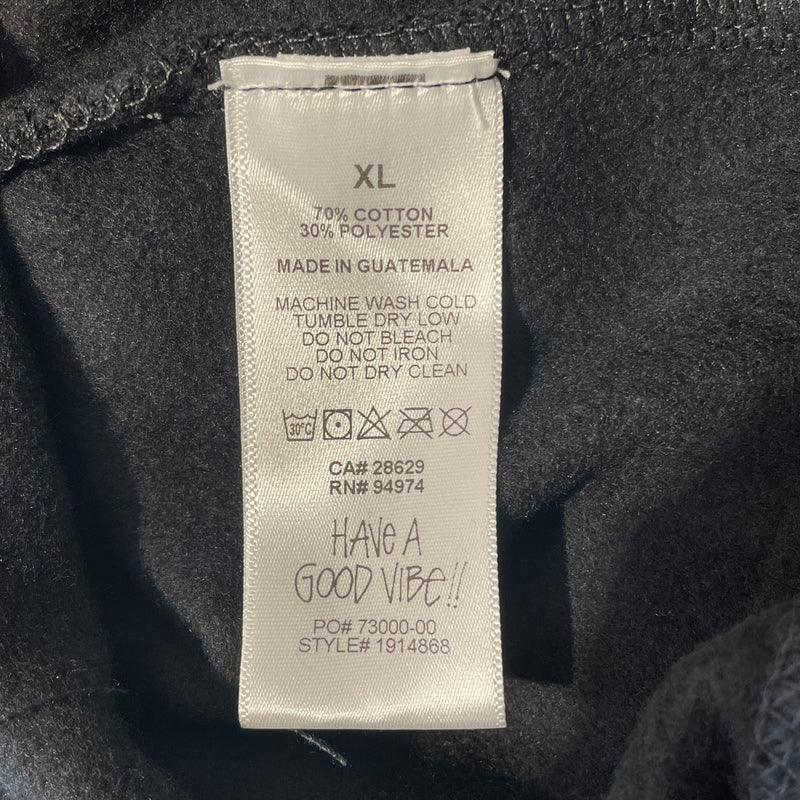 XL
70% COTTON
30% POLYESTER
MADE IN GUATEMALA
MACHINE WASH COLD
TUMBLE DRY LOW
DO NOT BLEACH
DO NOT IRON
DO NOT DRY CLEAN
30°C
CA# 28629
RN# 94974
HAVE A
GOOD VIBE!!
PO# 73000-00
STYLE# 1914868